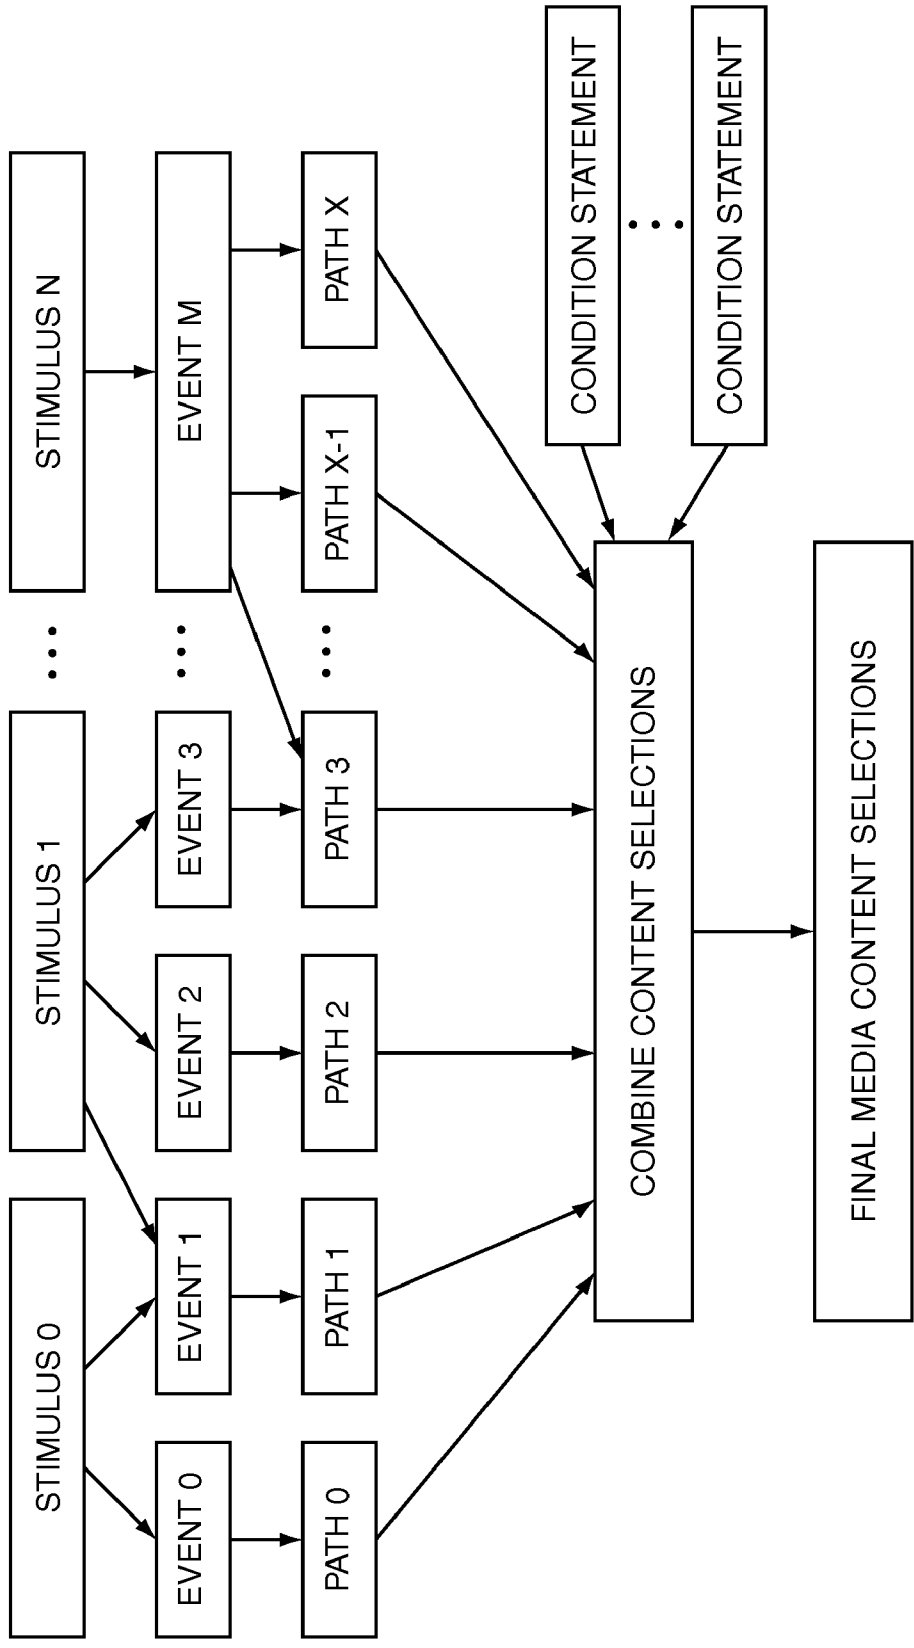 STIMULUS 0
STIMULUS 1
STIMULUS N
EVENT 0
EVENT 1
EVENT 2
EVENT 3
EVENT M
PATH 0
PATH 1
PATH 2
PATH 3
PATH X-1
PATH X
CONDITION STATEMENT
CONDITION STATEMENT
COMBINE CONTENT SELECTIONS
FINAL MEDIA CONTENT SELECTIONS